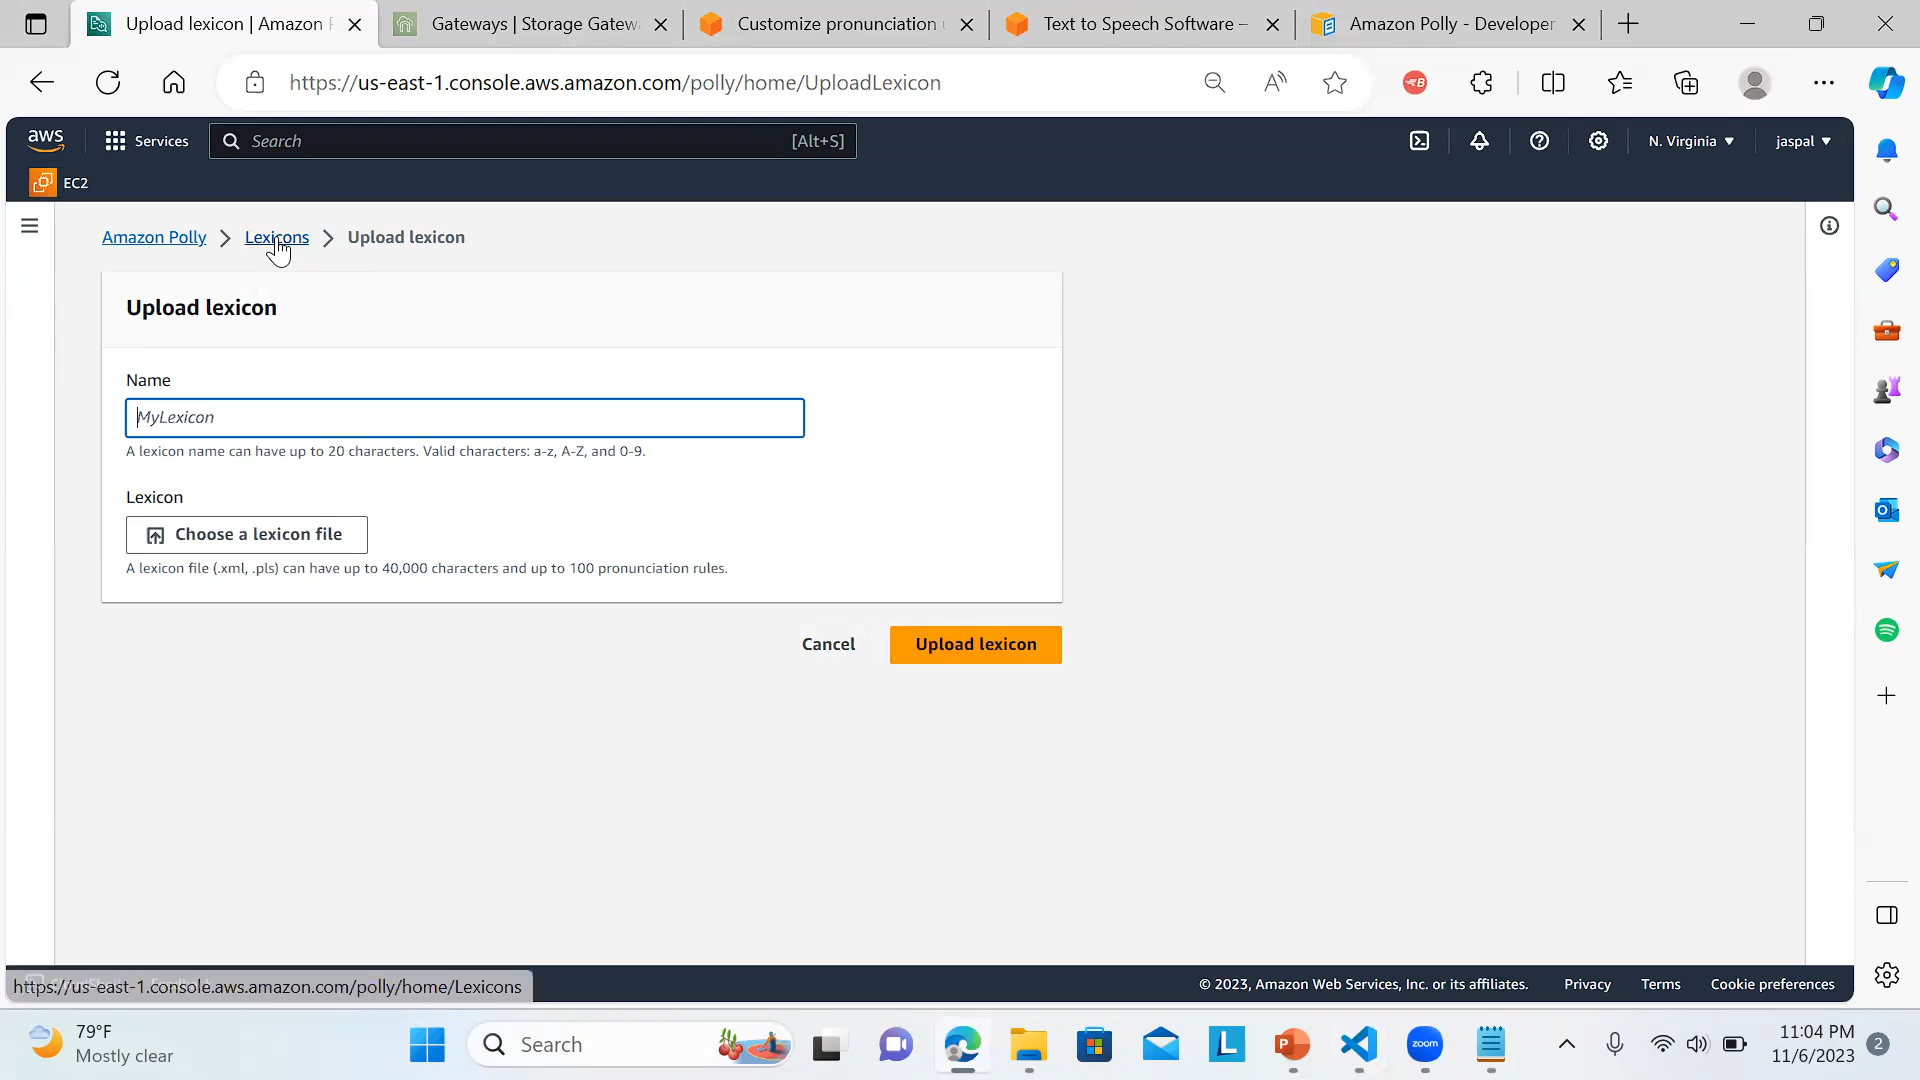 Upload lexicon | Amazon P
Gateways | Storage Gatew
Customize pronunciation u
Text to Speech Software –
Amazon Polly - Developer
https://us-east-1.console.aws.amazon.com/polly/home/UploadLexicon
aws
Services
Search
[Alt+S]
N. Virginia
jaspal
EC2
Amazon Polly
Lexicons
Upload lexicon
Upload lexicon
Name
MyLexicon
A lexicon name can have up to 20 characters. Valid characters: a-z, A-Z, and 0-9.
Lexicon
Choose a lexicon file
A lexicon file (.xml, .pls) can have up to 40,000 characters and up to 100 pronunciation rules.
Cancel
Upload lexicon
https://us-east-1.console.aws.amazon.com/polly/home/Lexicons
© 2023, Amazon Web Services, Inc. or its affiliates.
Privacy
Terms
Cookie preferences
79°F
Mostly clear
Search
L
zoom
11:04 PM
11/6/2023
2